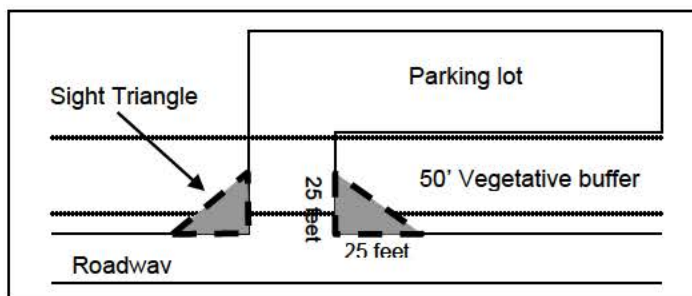 Parking lot
Sight Triangle
50' Vegetative buffer
25 feet
25 feet
Roadway